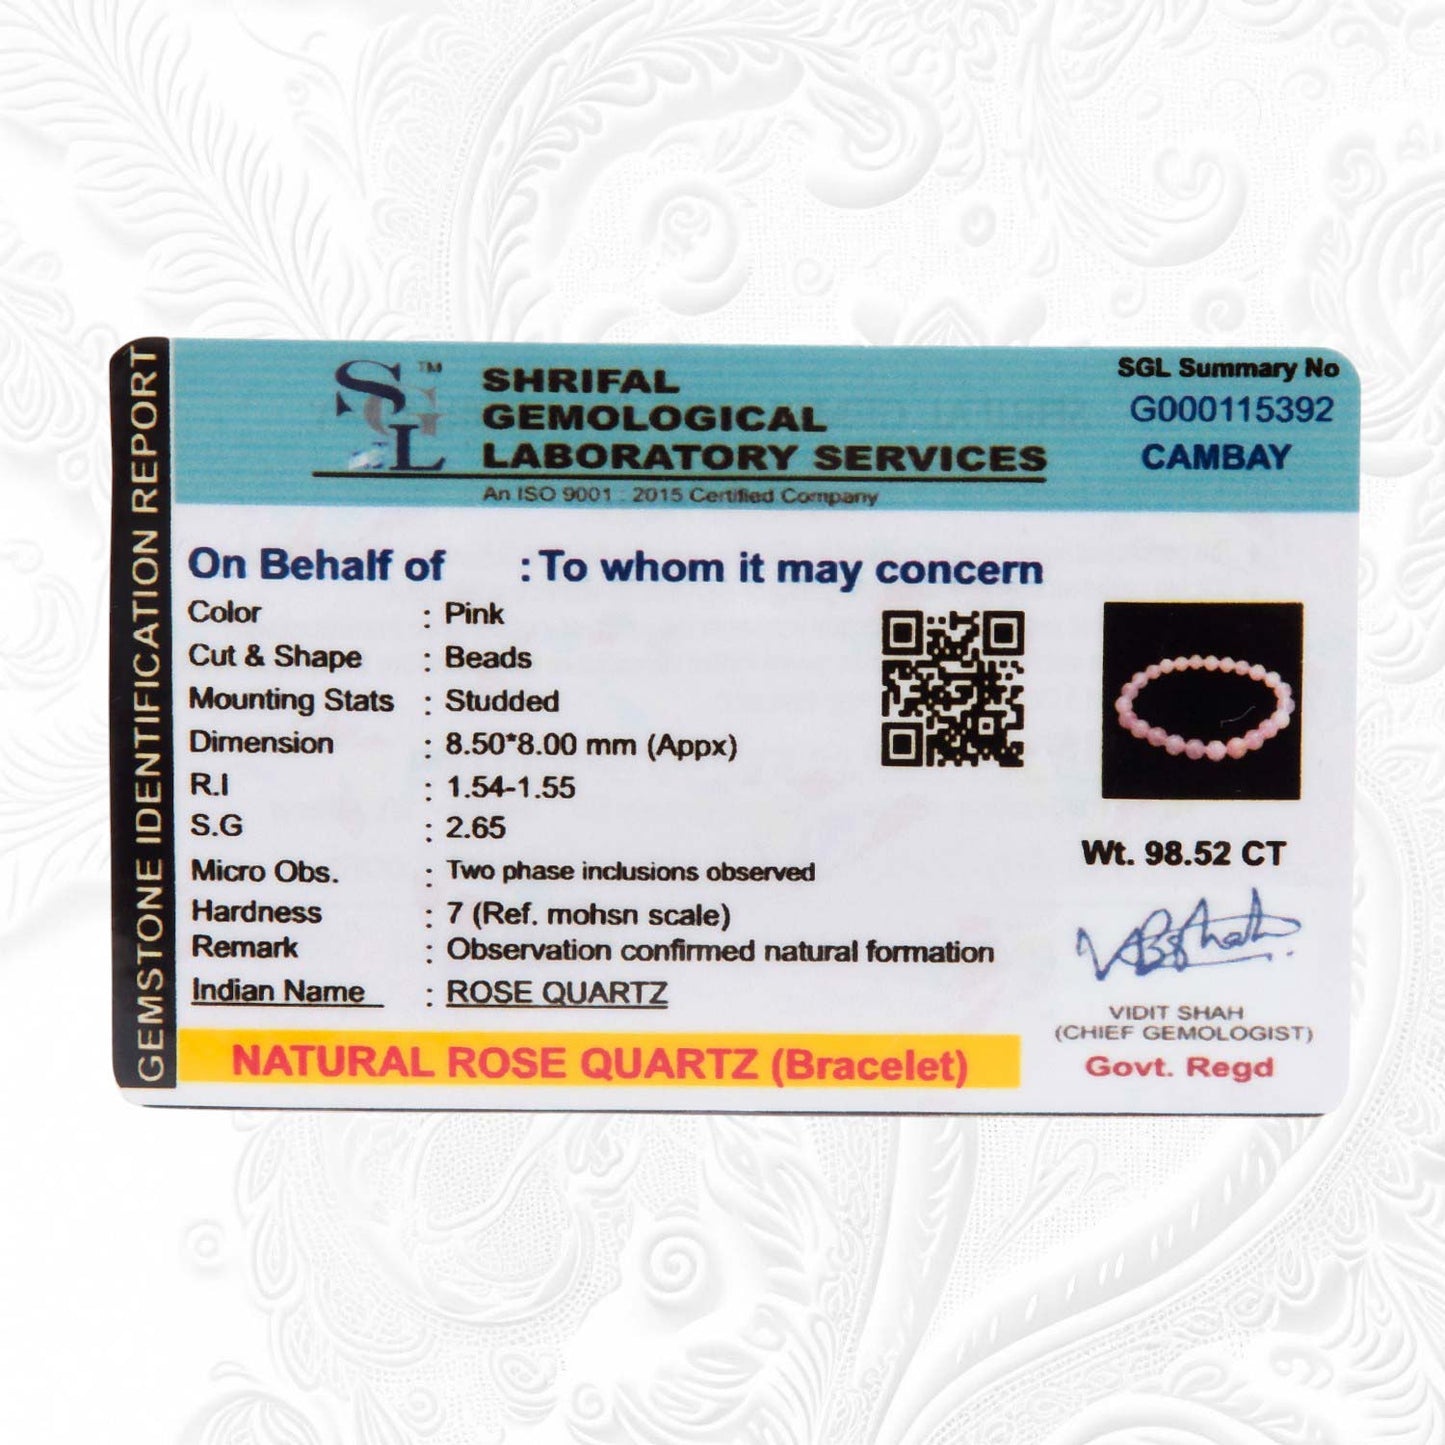 GEMSTONE IDENTIFICATION REPORT
SGL ™
SHRIFAL
GEMOLOGICAL
LABORATORY SERVICES
An ISO 9001 : 2015 Certified Company
SGL Summary No
G000115392
CAMBAY
On Behalf of : To whom it may concern
Color : Pink
Cut & Shape : Beads
Mounting Stats : Studded
Dimension : 8.50*8.00 mm (Appx)
R.I : 1.54-1.55
S.G : 2.65
Micro Obs. : Two phase inclusions observed
Hardness : 7 (Ref. mohsn scale)
Remark : Observation confirmed natural formation
Indian Name : ROSE QUARTZ
NATURAL ROSE QUARTZ (Bracelet)
Wt. 98.52 CT
VIDIT SHAH
(CHIEF GEMOLOGIST)
Govt. Regd